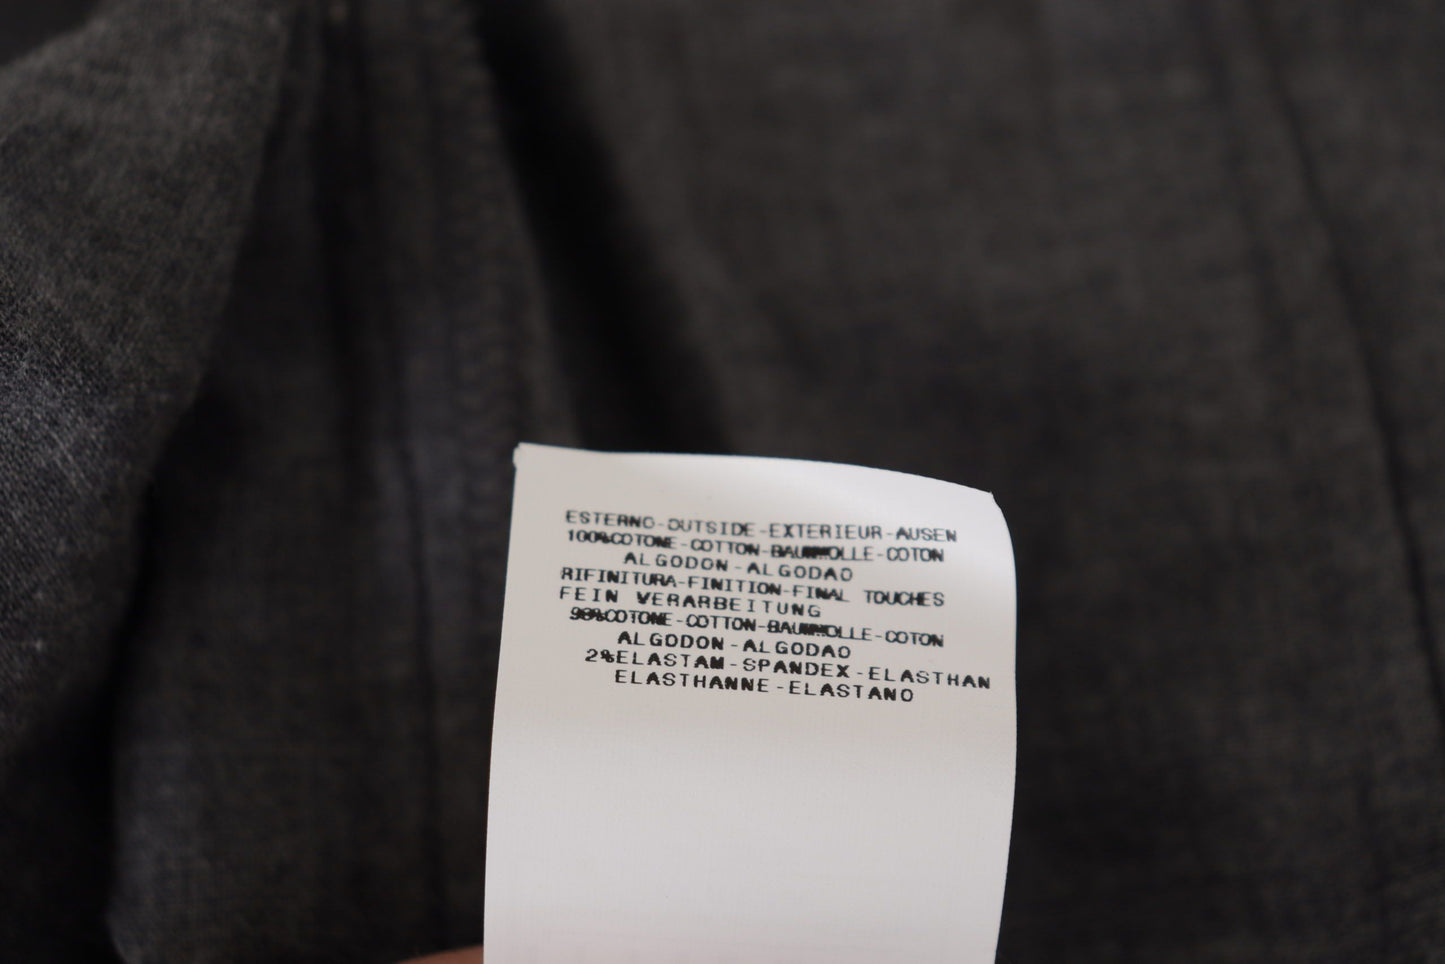 ESTERNO-OUTSIDE-EXTERIEUR-AUSEN
100%COTONE-COTTON-BAUMWOLLE-COTON
ALGODON-ALGODAO
RIFINITURA-FINITION-FINAL TOUCHES
FEIN VERARBEITUNG
98%COTONE-COTTON-BAUMWOLLE-COTON
ALGODON-ALGODAO
2%ELASTAM-SPANDEX-ELASTHAN
ELASTHANNE-ELASTANO